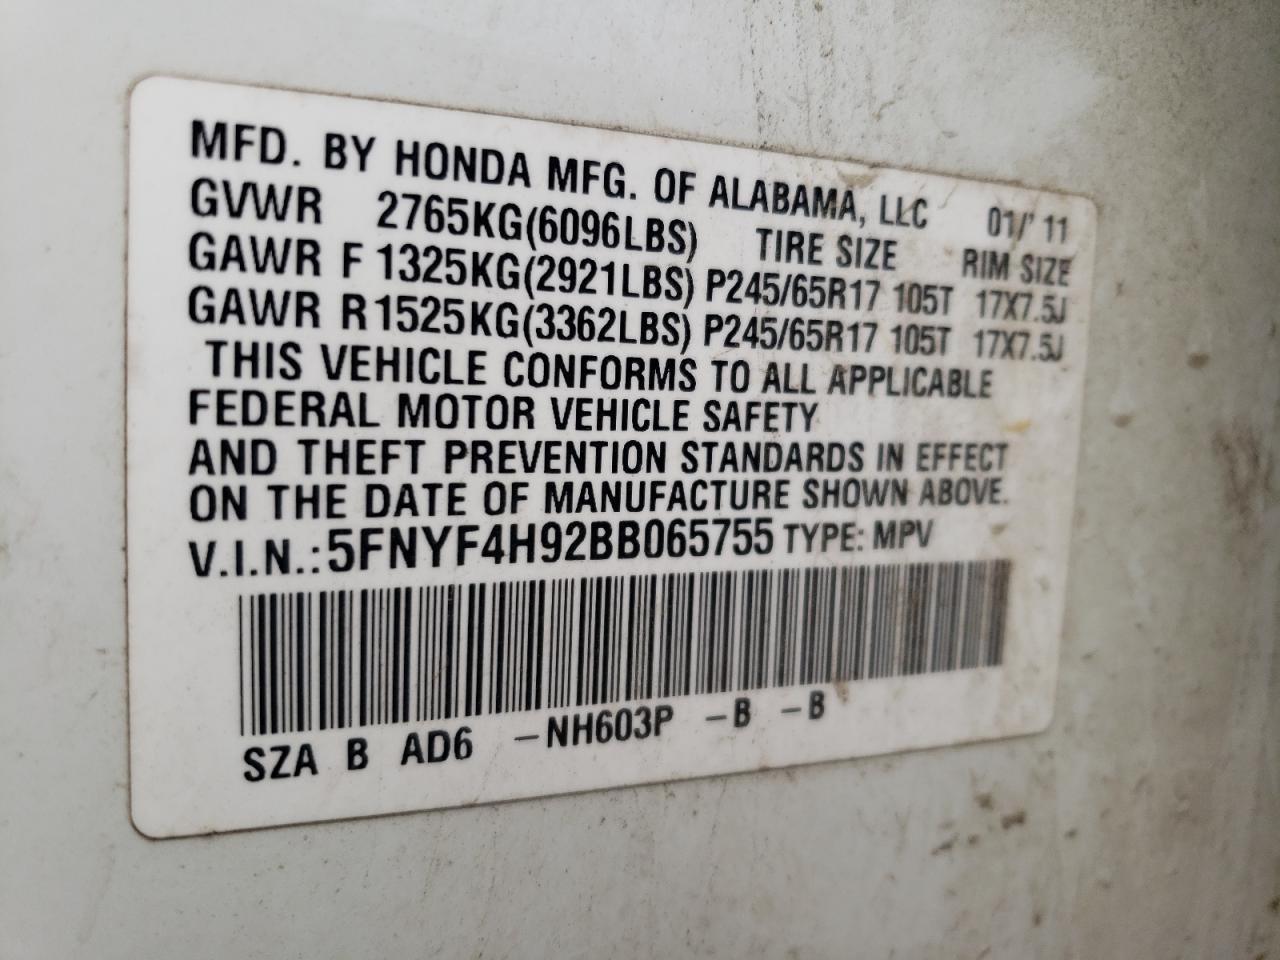 MFD. BY HONDA MFG. OF ALABAMA, LLC 01/'11
GVWR 2765KG(6096LBS) TIRE SIZE RIM SIZE
GAWR F 1325KG(2921LBS) P245/65R17 105T 17X7.5J
GAWR R 1525KG(3362LBS) P245/65R17 105T 17X7.5J
THIS VEHICLE CONFORMS TO ALL APPLICABLE
FEDERAL MOTOR VEHICLE SAFETY
AND THEFT PREVENTION STANDARDS IN EFFECT
ON THE DATE OF MANUFACTURE SHOWN ABOVE.
V.I.N.: 5FNYF4H92BB065755 TYPE: MPV
SZA B AD6 -NH603P -B -B